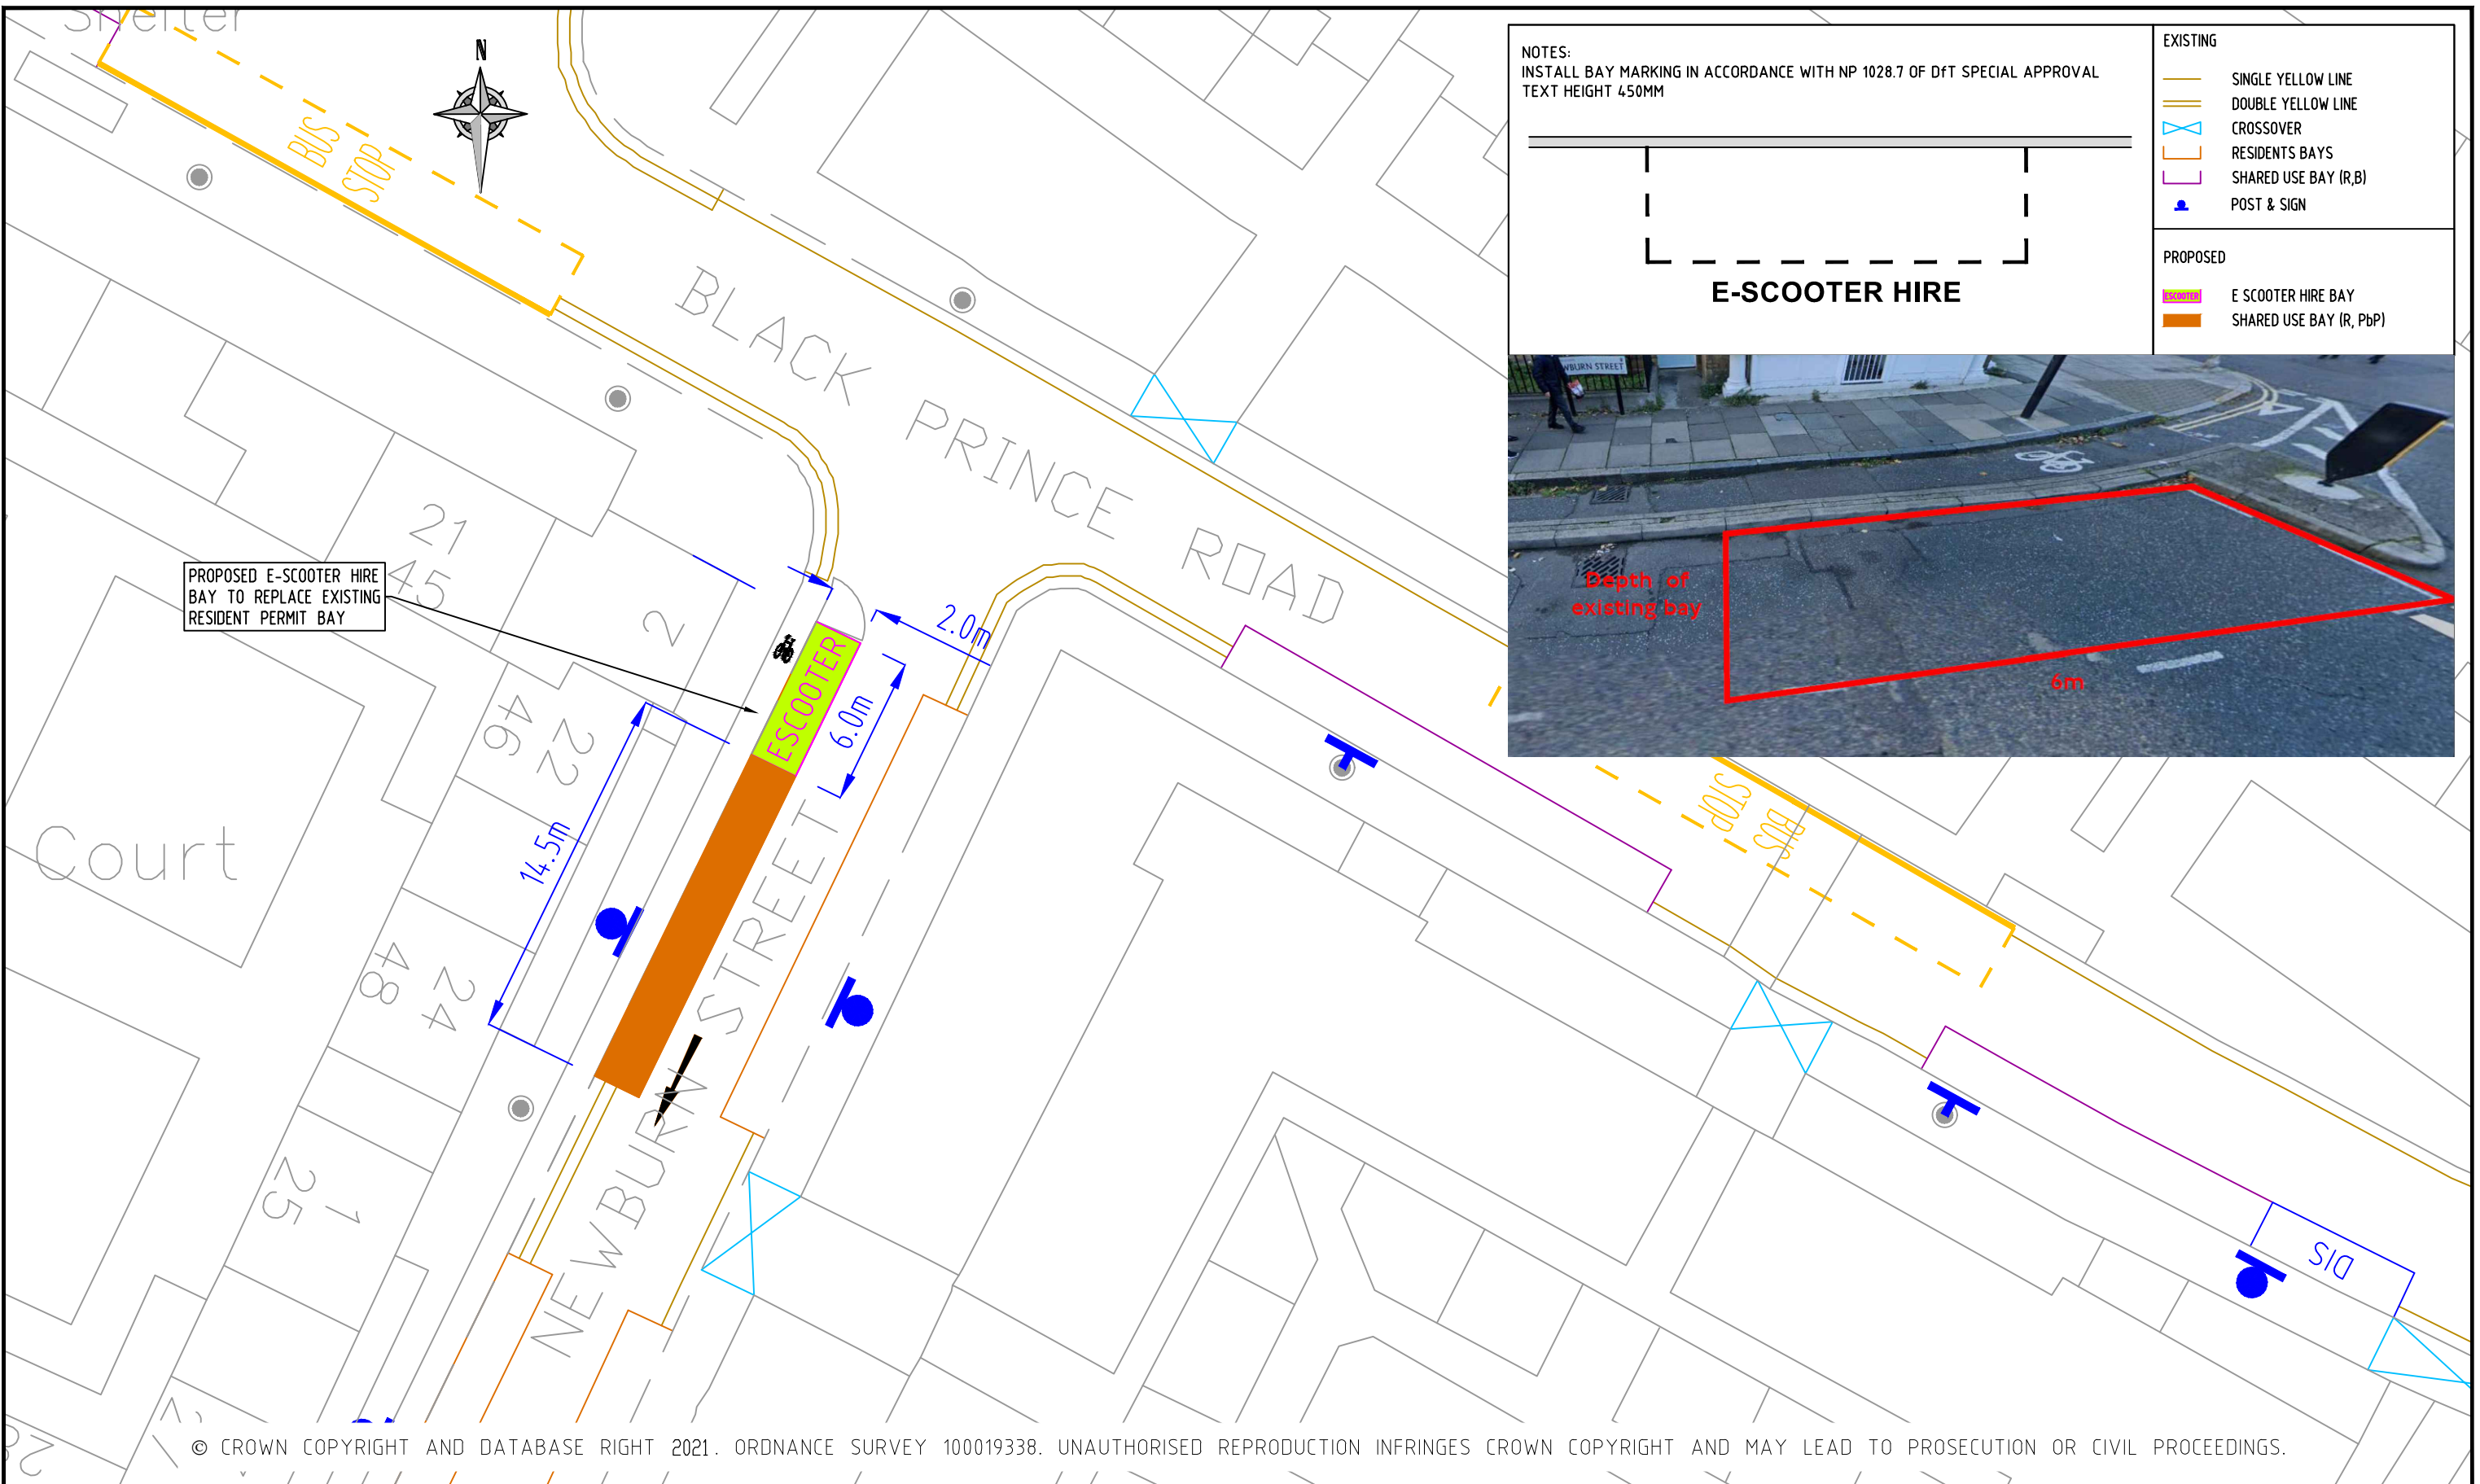 Shelter
N
BUS
STOP
BLACK PRINCE ROAD
NOTES:
INSTALL BAY MARKING IN ACCORDANCE WITH NP 1028.7 OF DfT SPECIAL APPROVAL
TEXT HEIGHT 450MM
E-SCOOTER HIRE
EXISTING
SINGLE YELLOW LINE
DOUBLE YELLOW LINE
CROSSOVER
RESIDENTS BAYS
SHARED USE BAY (R,B)
POST & SIGN
PROPOSED
ESCOOTER
E SCOOTER HIRE BAY
SHARED USE BAY (R, PbP)
WBURN STREET
Depth of
existing bay
6m
PROPOSED E-SCOOTER HIRE
BAY TO REPLACE EXISTING
RESIDENT PERMIT BAY
21
45
2
2.0m
ESCOOTER
6.0m
46
22
14.5m
Court
48
24
25
1
NEWBURN STREET
BUS
STOP
DIS
© CROWN COPYRIGHT AND DATABASE RIGHT 2021. ORDNANCE SURVEY 100019338. UNAUTHORISED REPRODUCTION INFRINGES CROWN COPYRIGHT AND MAY LEAD TO PROSECUTION OR CIVIL PROCEEDINGS.